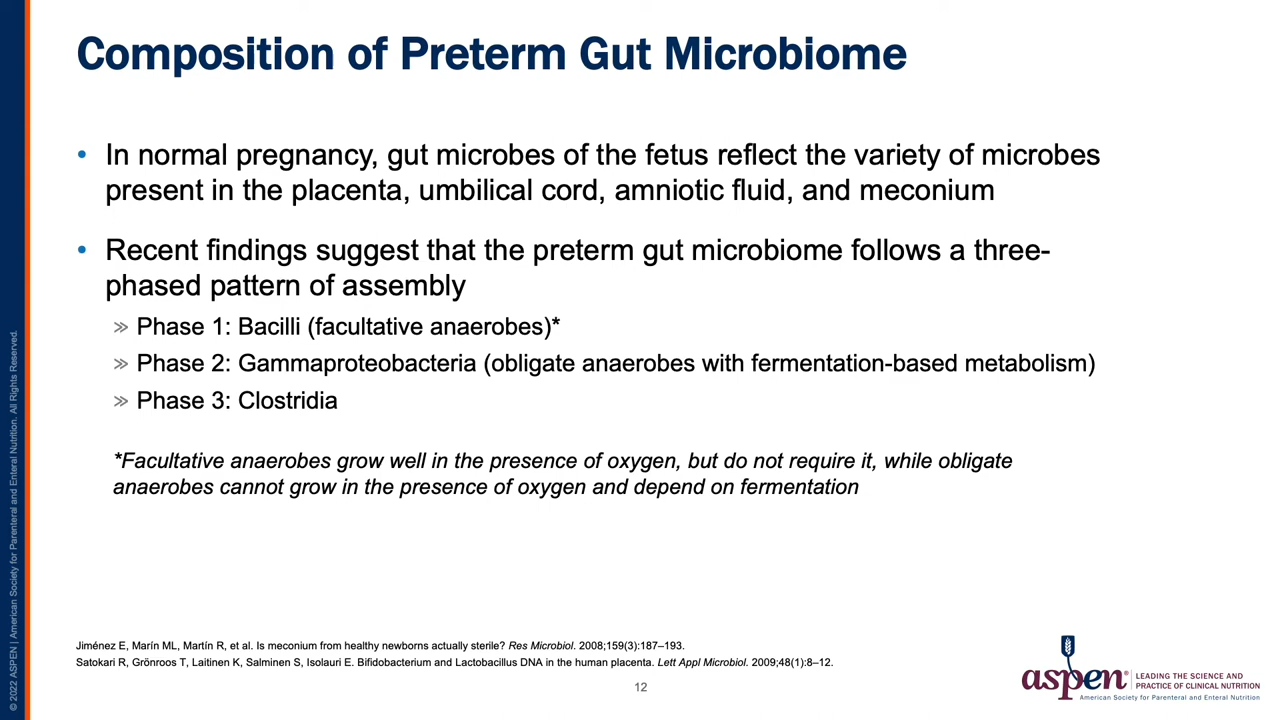 Composition of Preterm Gut Microbiome
• In normal pregnancy, gut microbes of the fetus reflect the variety of microbes
present in the placenta, umbilical cord, amniotic fluid, and meconium
• Recent findings suggest that the preterm gut microbiome follows a three-
phased pattern of assembly
» Phase 1: Bacilli (facultative anaerobes)*
» Phase 2: Gammaproteobacteria (obligate anaerobes with fermentation-based metabolism)
» Phase 3: Clostridia
*Facultative anaerobes grow well in the presence of oxygen, but do not require it, while obligate
anaerobes cannot grow in the presence of oxygen and depend on fermentation
Jiménez E, Marín ML, Martín R, et al. Is meconium from healthy newborns actually sterile? Res Microbiol. 2008;159(3):187–193.
Satokari R, Grönroos T, Laitinen K, Salminen S, Isolauri E. Bifidobacterium and Lactobacillus DNA in the human placenta. Lett Appl Microbiol. 2009;48(1):8–12.
12
© 2022 ASPEN | American Society for Parenteral and Enteral Nutrition. All Rights Reserved.
aspen®
LEADING THE SCIENCE AND
PRACTICE OF CLINICAL NUTRITION
American Society for Parenteral and Enteral Nutrition